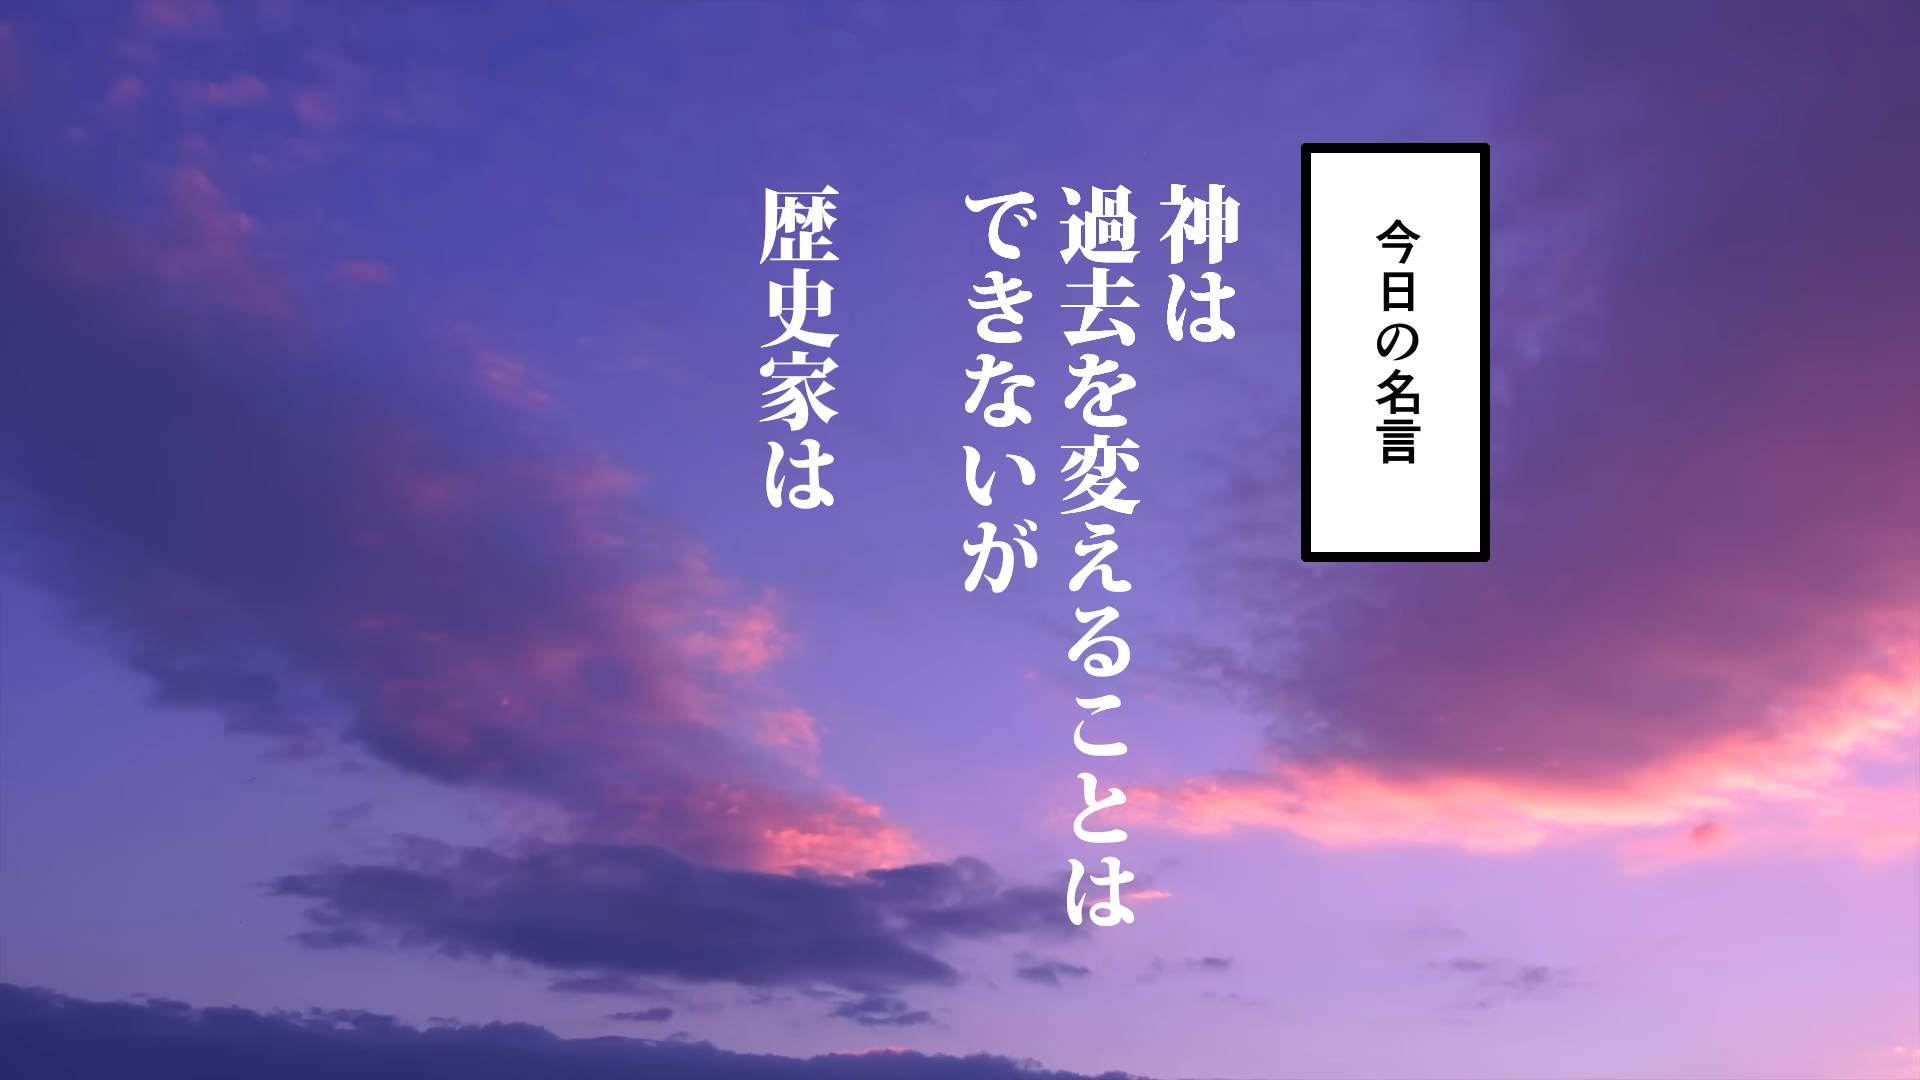 今日の名言
神は
過去を変えることは
できないが
歴史家は